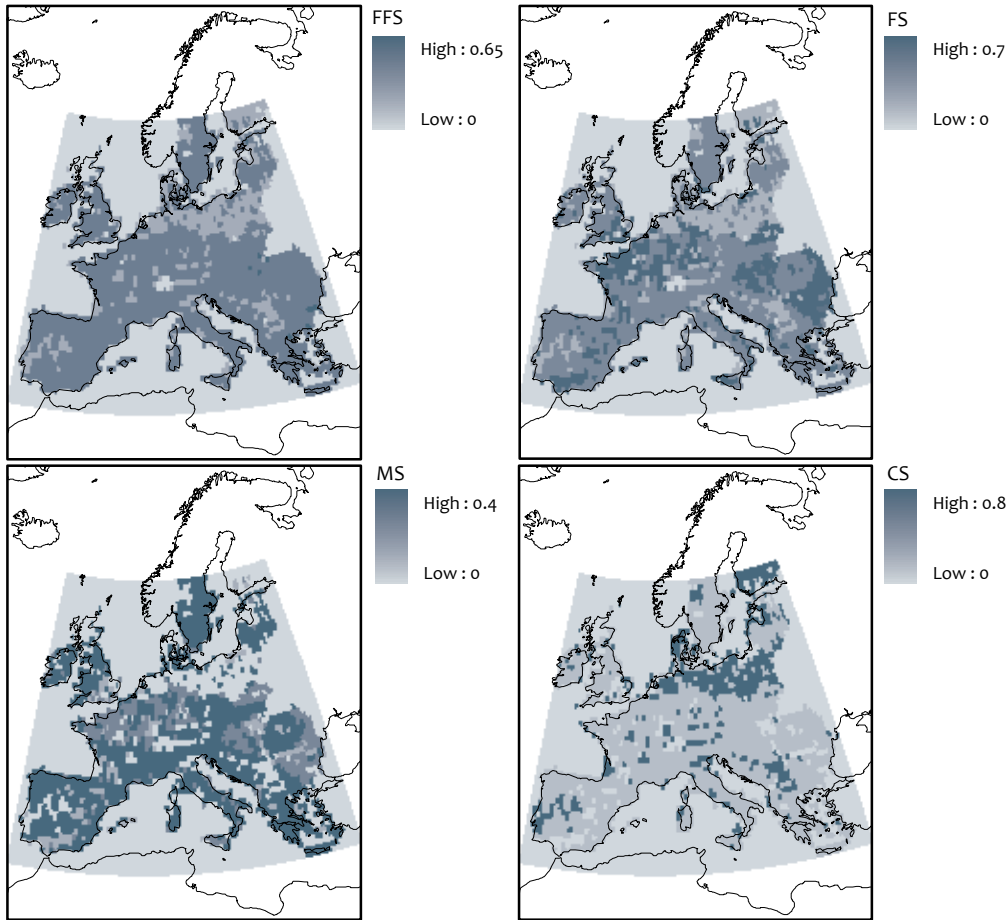 FFS
High : 0.65
Low : 0
FS
High : 0.7
Low : 0
MS
High : 0.4
Low : 0
CS
High : 0.8
Low : 0